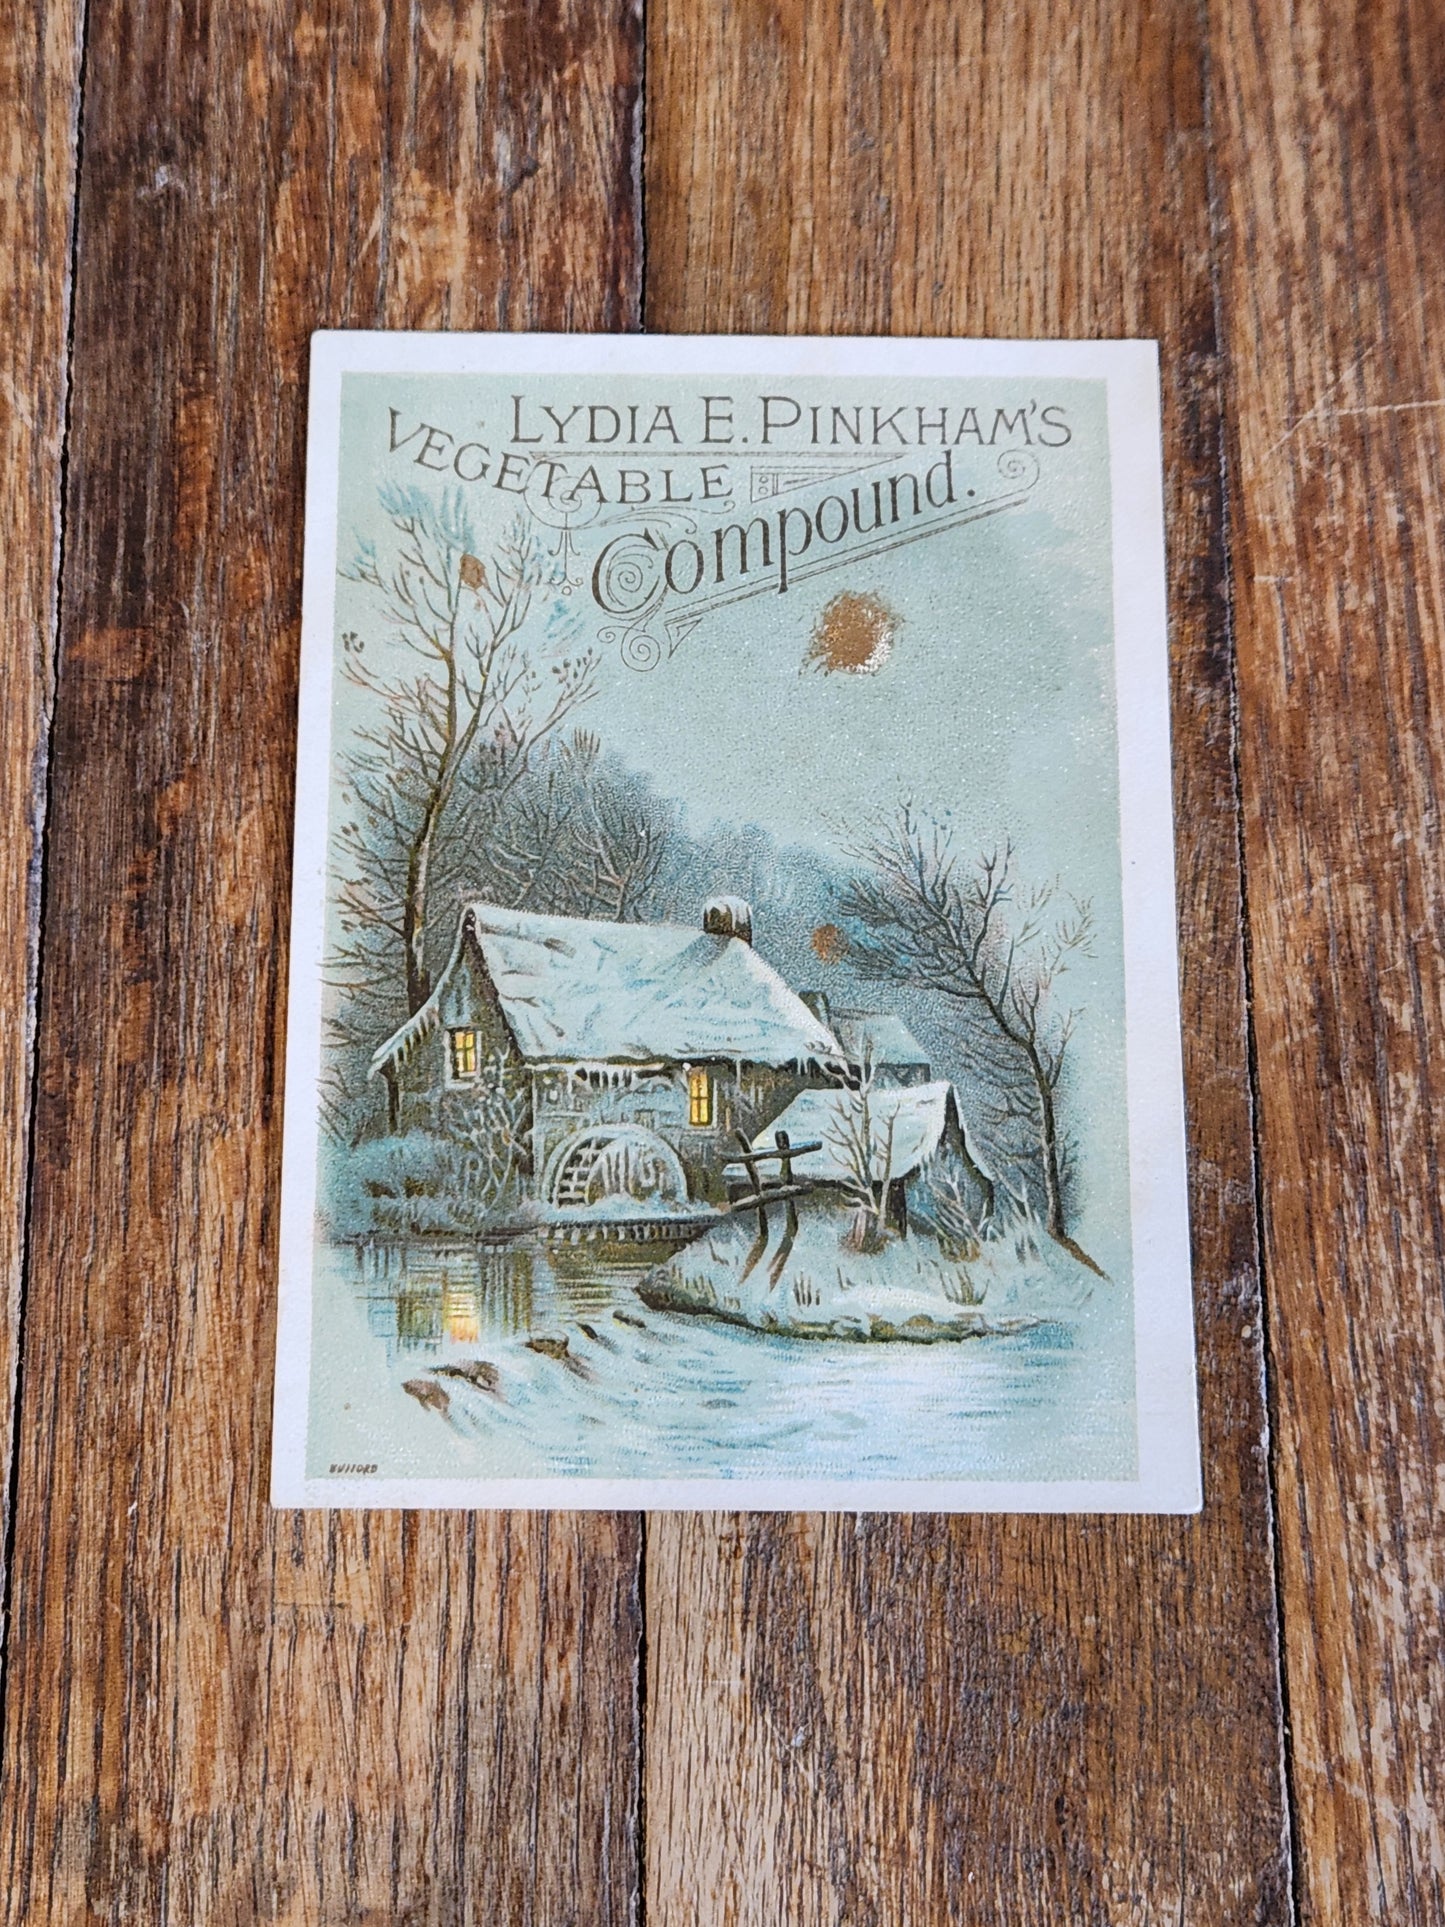 LYDIA E. PINKHAM'S
VEGETABLE
Compound.
BUFFORD